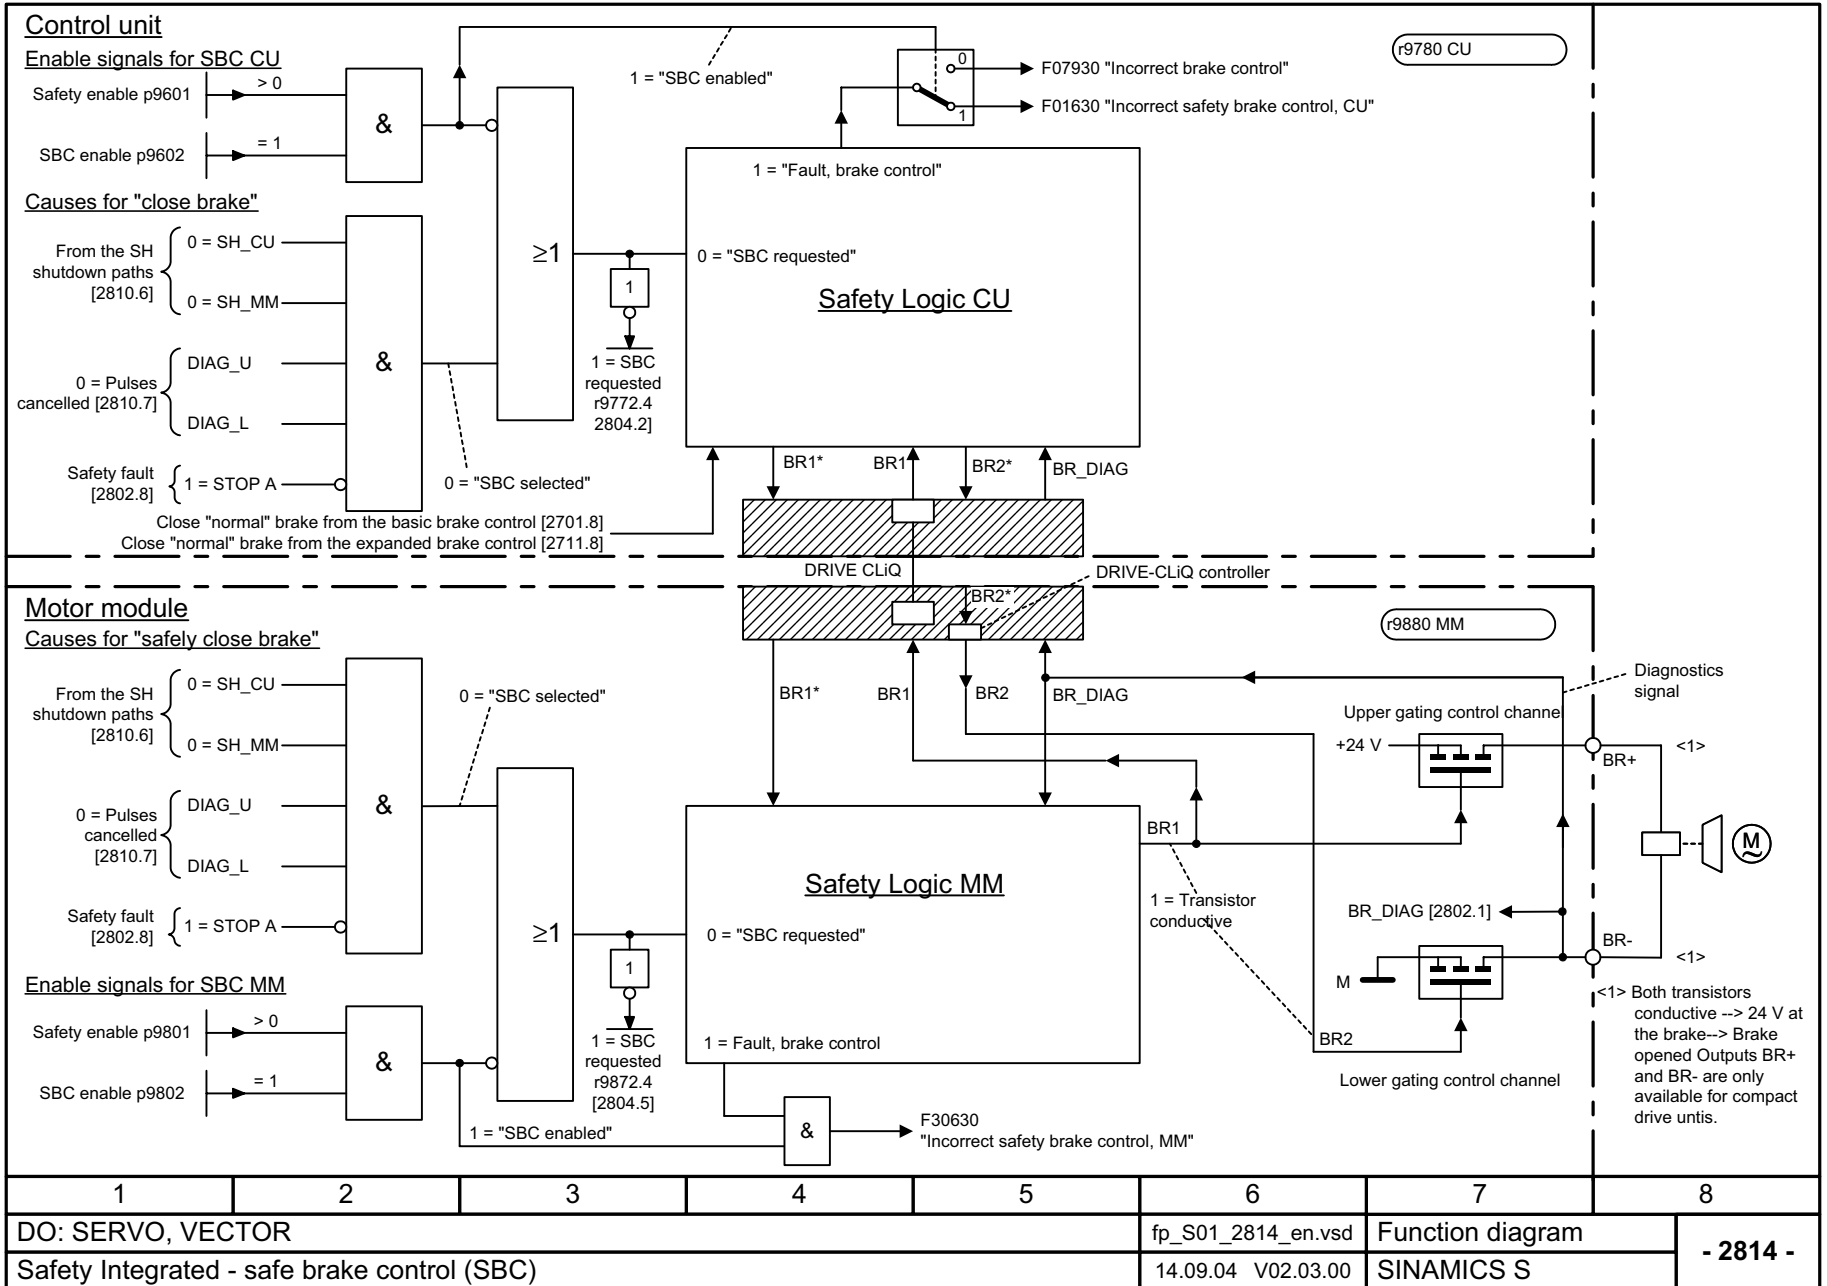 Control unit
Enable signals for SBC CU
Safety enable p9601
> 0
SBC enable p9602
= 1
&
1 = "SBC enabled"
0
1
F07930 "Incorrect brake control"
F01630 "Incorrect safety brake control, CU"
r9780 CU
Causes for "close brake"
From the SH
shutdown paths
[2810.6]
0 = SH_CU
0 = SH_MM
0 = Pulses
cancelled [2810.7]
DIAG_U
DIAG_L
Safety fault
[2802.8]
1 = STOP A
&
0 = "SBC selected"
≥1
1
1 = SBC
requested
r9772.4
2804.2]
1 = "Fault, brake control"
0 = "SBC requested"
Safety Logic CU
Close "normal" brake from the basic brake control [2701.8]
Close "normal" brake from the expanded brake control [2711.8]
BR1*
BR1
BR2*
BR_DIAG
DRIVE CLiQ
DRIVE-CLiQ controller
BR2*
Motor module
Causes for "safely close brake"
From the SH
shutdown paths
[2810.6]
0 = SH_CU
0 = SH_MM
0 = Pulses
cancelled
[2810.7]
DIAG_U
DIAG_L
Safety fault
[2802.8]
1 = STOP A
&
0 = "SBC selected"
Enable signals for SBC MM
Safety enable p9801
> 0
SBC enable p9802
= 1
&
≥1
1
1 = SBC
requested
r9872.4
[2804.5]
1 = "SBC enabled"
BR1*
BR1
BR2
BR_DIAG
Safety Logic MM
0 = "SBC requested"
1 = Fault, brake control
&
F30630
"Incorrect safety brake control, MM"
r9880 MM
Diagnostics
signal
Upper gating control channel
+24 V
BR+
<1>
BR1
1 = Transistor
conductive
BR_DIAG [2802.1]
M
BR-
<1>
M
~
BR2
Lower gating control channel
<1> Both transistors
conductive --> 24 V at
the brake--> Brake
opened Outputs BR+
and BR- are only
available for compact
drive untis.
1 2 3 4 5 6 7 8
DO: SERVO, VECTOR
fp_S01_2814_en.vsd
Function diagram
- 2814 -
Safety Integrated - safe brake control (SBC)
14.09.04 V02.03.00
SINAMICS S